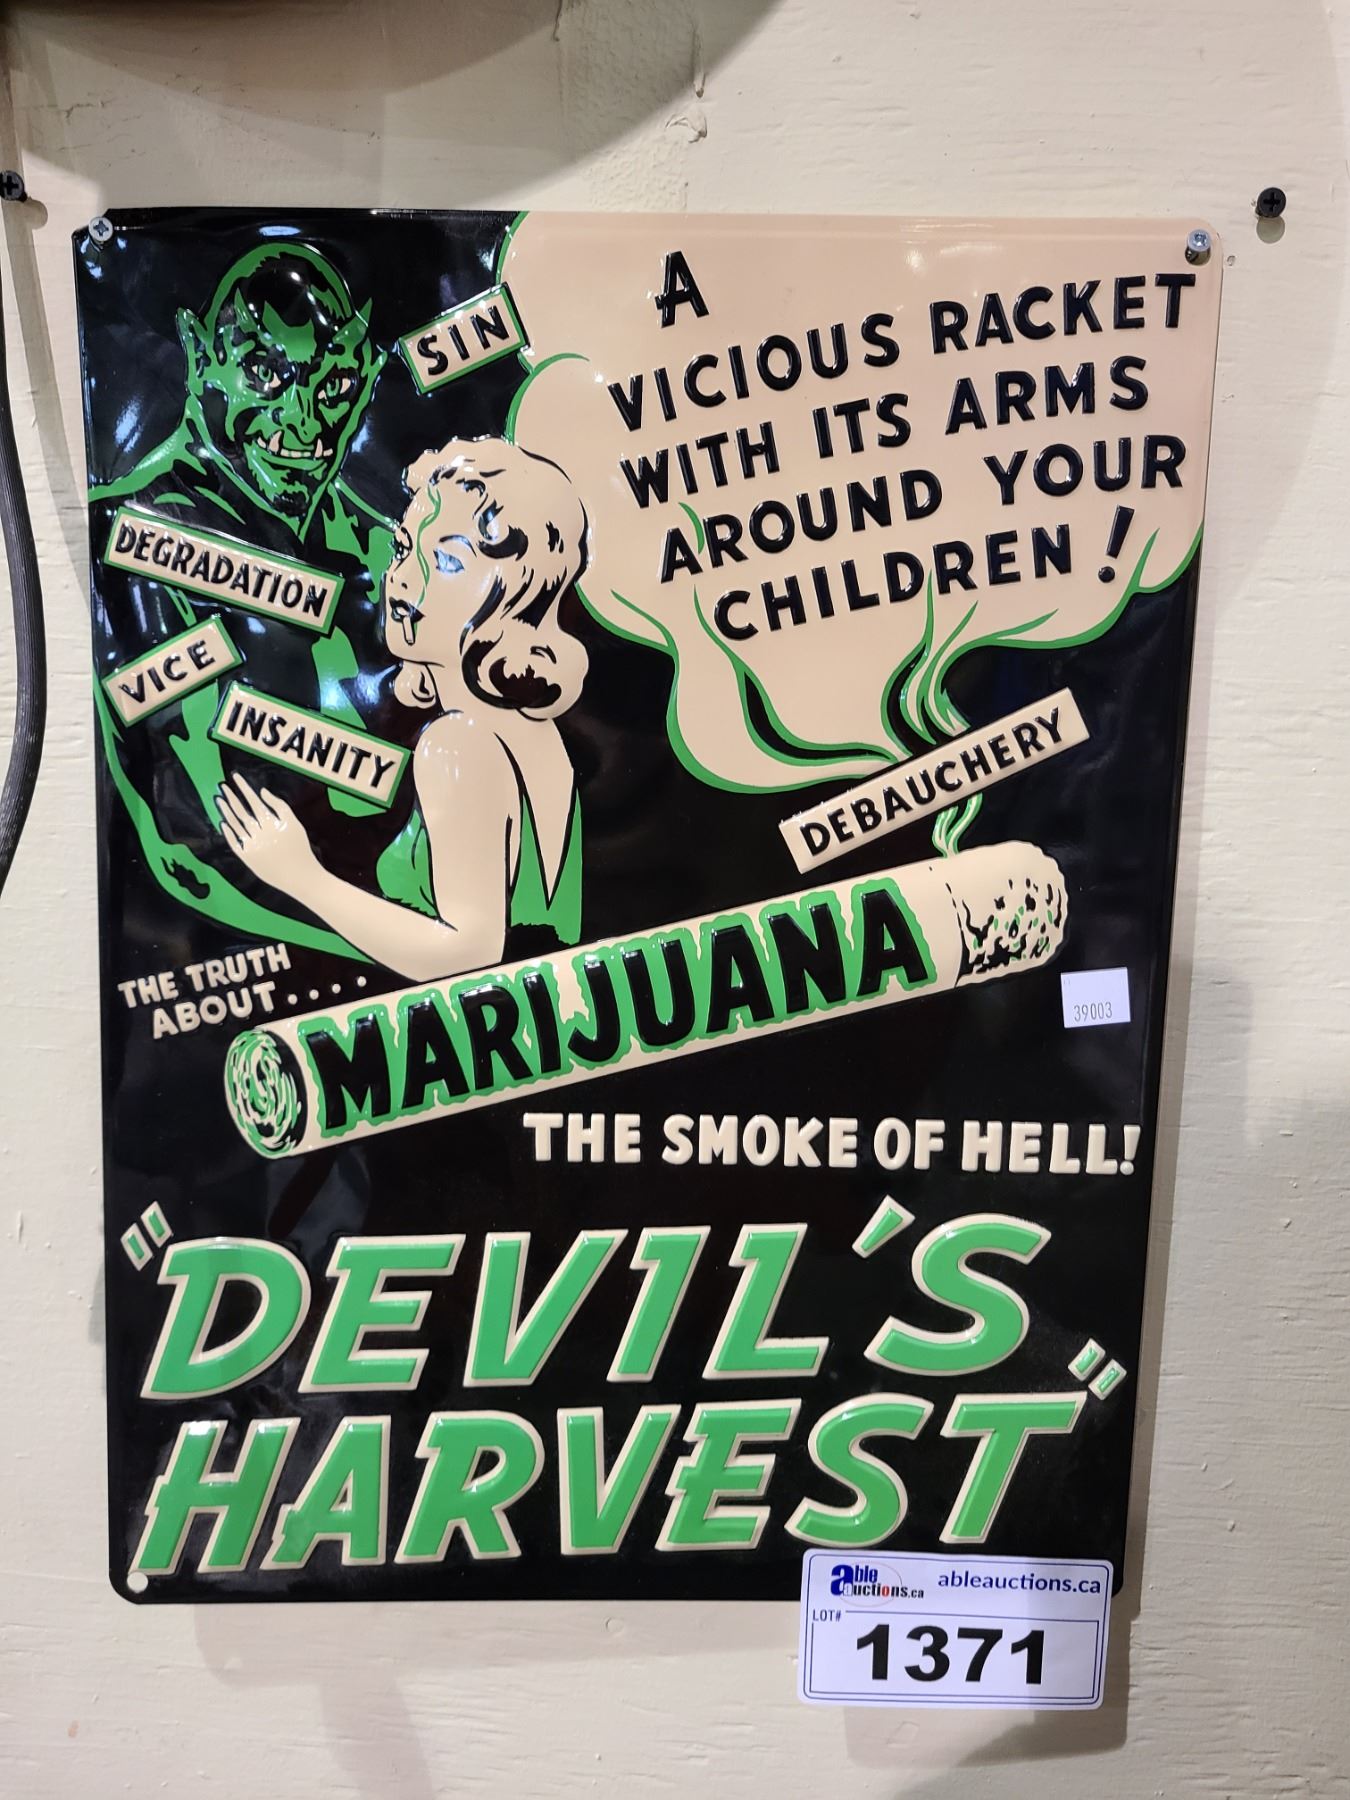 A
VICIOUS RACKET
WITH ITS ARMS
AROUND YOUR
CHILDREN!
SIN
DEGRADATION
VICE
INSANITY
DEBAUCHERY
THE TRUTH
ABOUT....
MARIJUANA
39003
THE SMOKE OF HELL!
"DEVIL'S
HARVEST"
able auctions.ca
ableauctions.ca
LOT#
1371